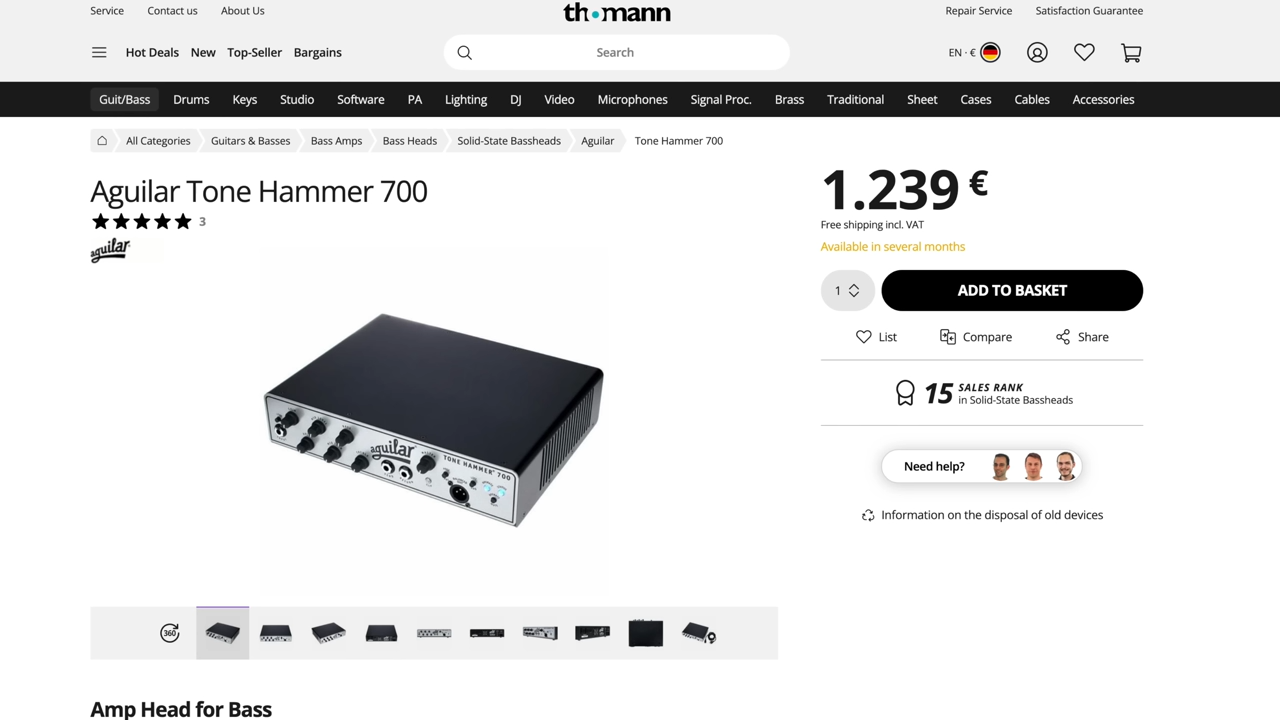 Service Contact us About Us
th•mann
Repair Service Satisfaction Guarantee
Hot Deals New Top-Seller Bargains
Search
EN · €
Guit/Bass Drums Keys Studio Software PA Lighting DJ Video Microphones Signal Proc. Brass Traditional Sheet Cases Cables Accessories
All Categories Guitars & Basses Bass Amps Bass Heads Solid-State Bassheads Aguilar Tone Hammer 700
Aguilar Tone Hammer 700
3
aguilar
1.239 €
Free shipping incl. VAT
Available in several months
1 ADD TO BASKET
List Compare Share
15 SALES RANK
in Solid-State Bassheads
aguilar
TONE HAMMER 700
Need help?
Information on the disposal of old devices
360
Amp Head for Bass